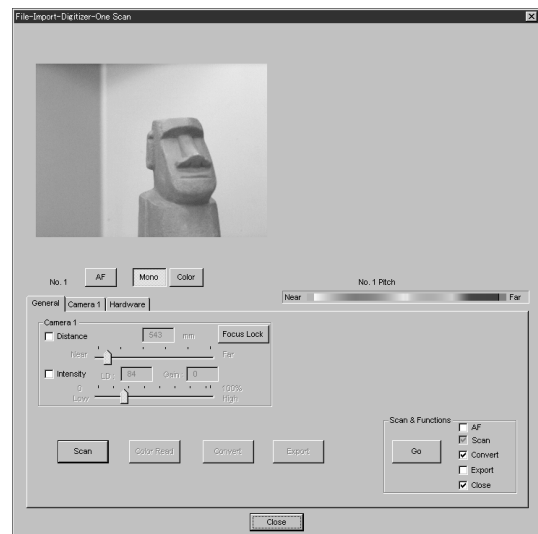 File-Import-Digitizer-One Scan
No. 1 AF Mono Color
No. 1 Pitch
Near Far
General Camera 1 Hardware
Camera 1
Distance 543 mm Focus Lock
Near Far
Intensity LD: 84 Gain: 0
0 100%
Low High
Scan Color Read Convert Export
Scan & Functions
Go
AF
Scan
Convert
Export
Close
Close